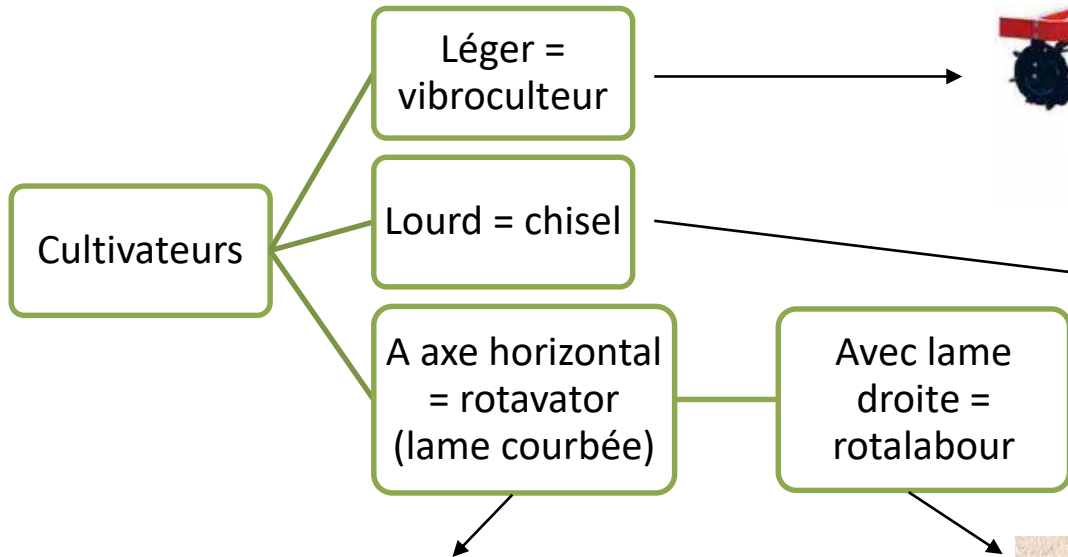 Léger =
vibroculteur
Cultivateurs
Lourd = chisel
A axe horizontal
= rotavator
(lame courbée)
Avec lame
droite =
rotalabour